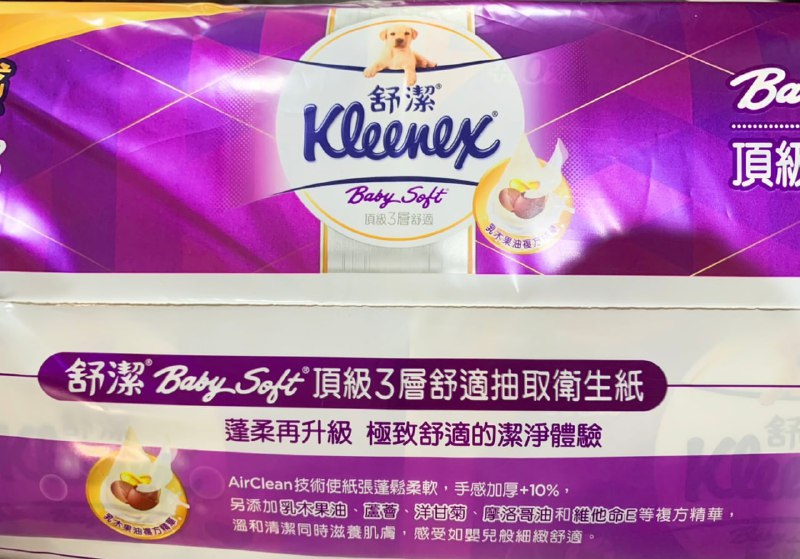 舒潔®
Kleenex®
Baby Soft®
頂級3層舒適
乳木果油複方精華
Ba
頂級
舒潔® Baby Soft® 頂級3層舒適抽取衛生紙
蓬柔再升級 極致舒適的潔淨體驗
乳木果油複方精華
AirClean技術使紙張蓬鬆柔軟,手感加厚+10%,
另添加乳木果油、蘆薈、洋甘菊、摩洛哥油和維他命E等複方精華,
溫和清潔同時滋養肌膚,感受如嬰兒般細緻舒適。